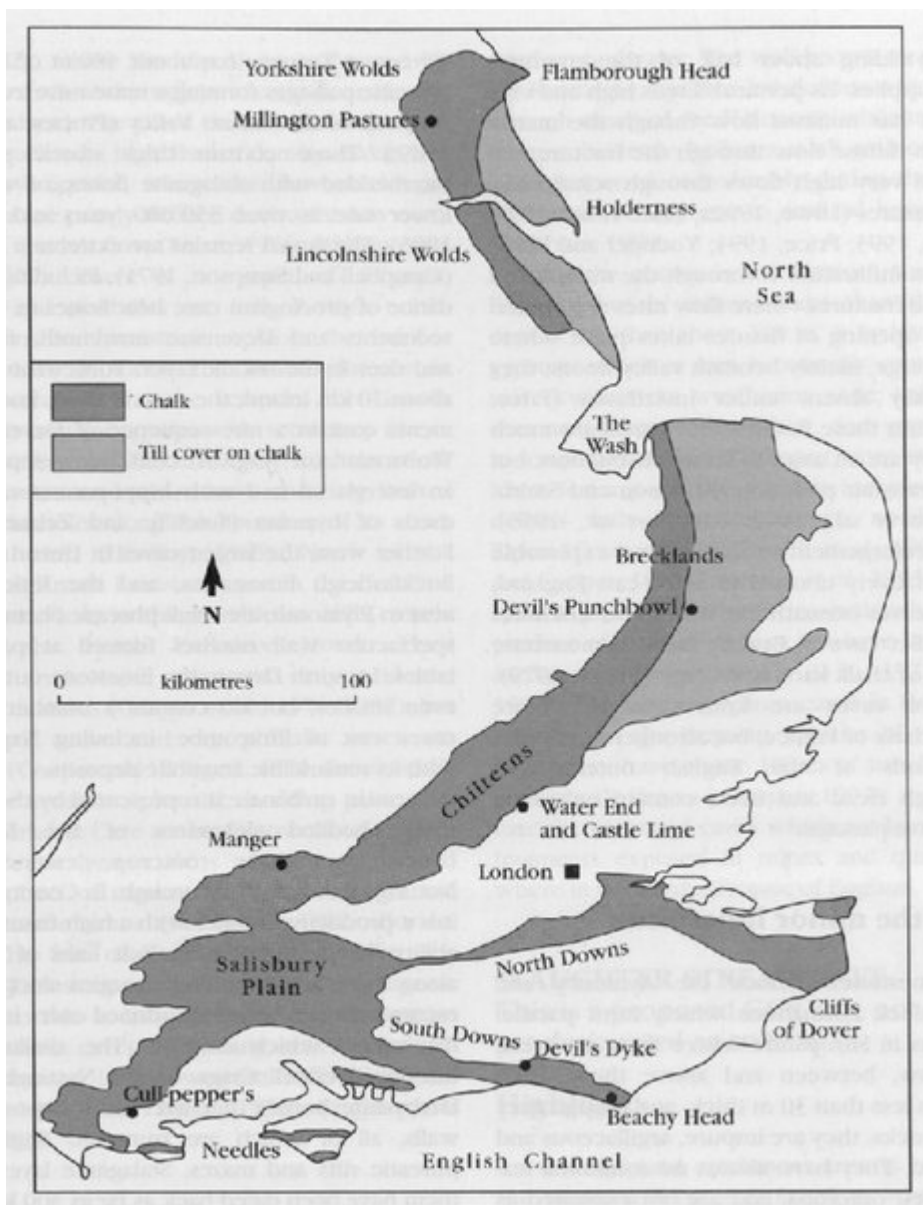 Yorkshire Wolds
Flamborough Head
Millington Pastures
Holderness
Lincolnshire Wolds
North
Sea
Chalk
Till cover on chalk
The
Wash
Brecklands
Devil's Punchbowl
N
0 kilometres 100
Chilterns
Water End
and Castle Lime
Manger
London
North Downs
Salisbury
Plain
Cliffs
of Dover
South Downs
Devil's Dyke
Cull-pepper's
Beachy Head
Needles
English Channel